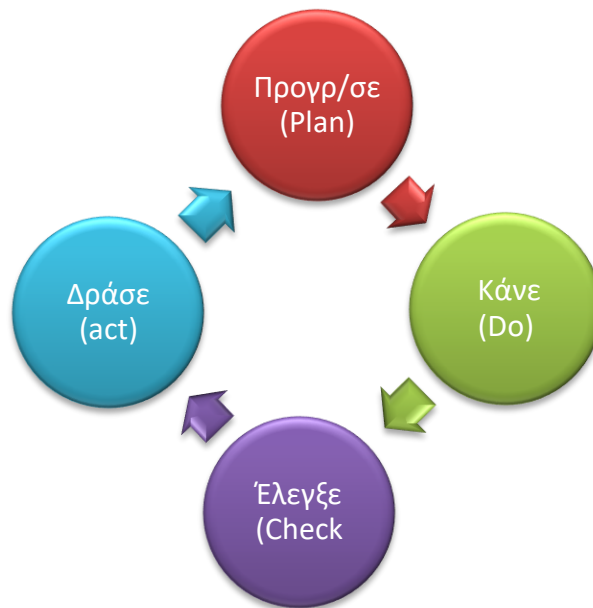 Προγρ/σε
(Plan)
Κάνε
(Do)
Έλεγξε
(Check
Δράσε
(act)